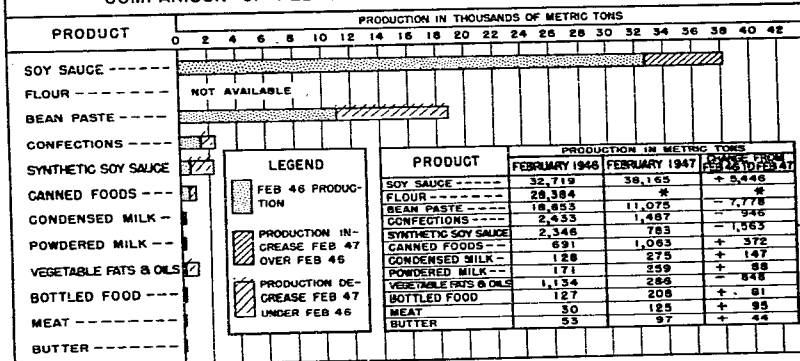 PRODUCTION IN THOUSANDS OF METRIC TONS
PRODUCT
0 2 4 6 8 10 12 14 16 18 20 22 24 26 28 30 32 34 36 38 40 42
SOY SAUCE ------
FLOUR ------ NOT AVAILABLE
BEAN PASTE ----
CONFECTIONS ----
SYNTHETIC SOY SAUCE
CANNED FOODS ---
CONDENSED MILK --
POWDERED MILK --
VEGETABLE FATS & OILS
BOTTLED FOOD ---
MEAT ---------
BUTTER -------
LEGEND
FEB 46 PRODUC-
TION
PRODUCTION IN-
CREASE FEB 47
OVER FEB 46
PRODUCTION DE-
CREASE FEB 47
UNDER FEB 46
PRODUCTION IN METRIC TONS
PRODUCT FEBRUARY 1946 FEBRUARY 1947 CHANGE FROM
FEB 46 TO FEB 47
SOY SAUCE ----- 32,719 38,165 + 5,446
FLOUR ----- 28,384 * *
BEAN PASTE ---- 18,853 11,075 - 7,778
CONFECTIONS ---- 2,433 1,487 - 946
SYNTHETIC SOY SAUCE 2,346 783 - 1,563
CANNED FOODS --- 691 1,063 + 372
CONDENSED MILK -- 128 275 + 147
POWDERED MILK --- 171 259 + 88
VEGETABLE FATS & OILS 1,134 286 - 848
BOTTLED FOOD 127 208 + 81
MEAT 30 125 + 95
BUTTER 53 97 + 44